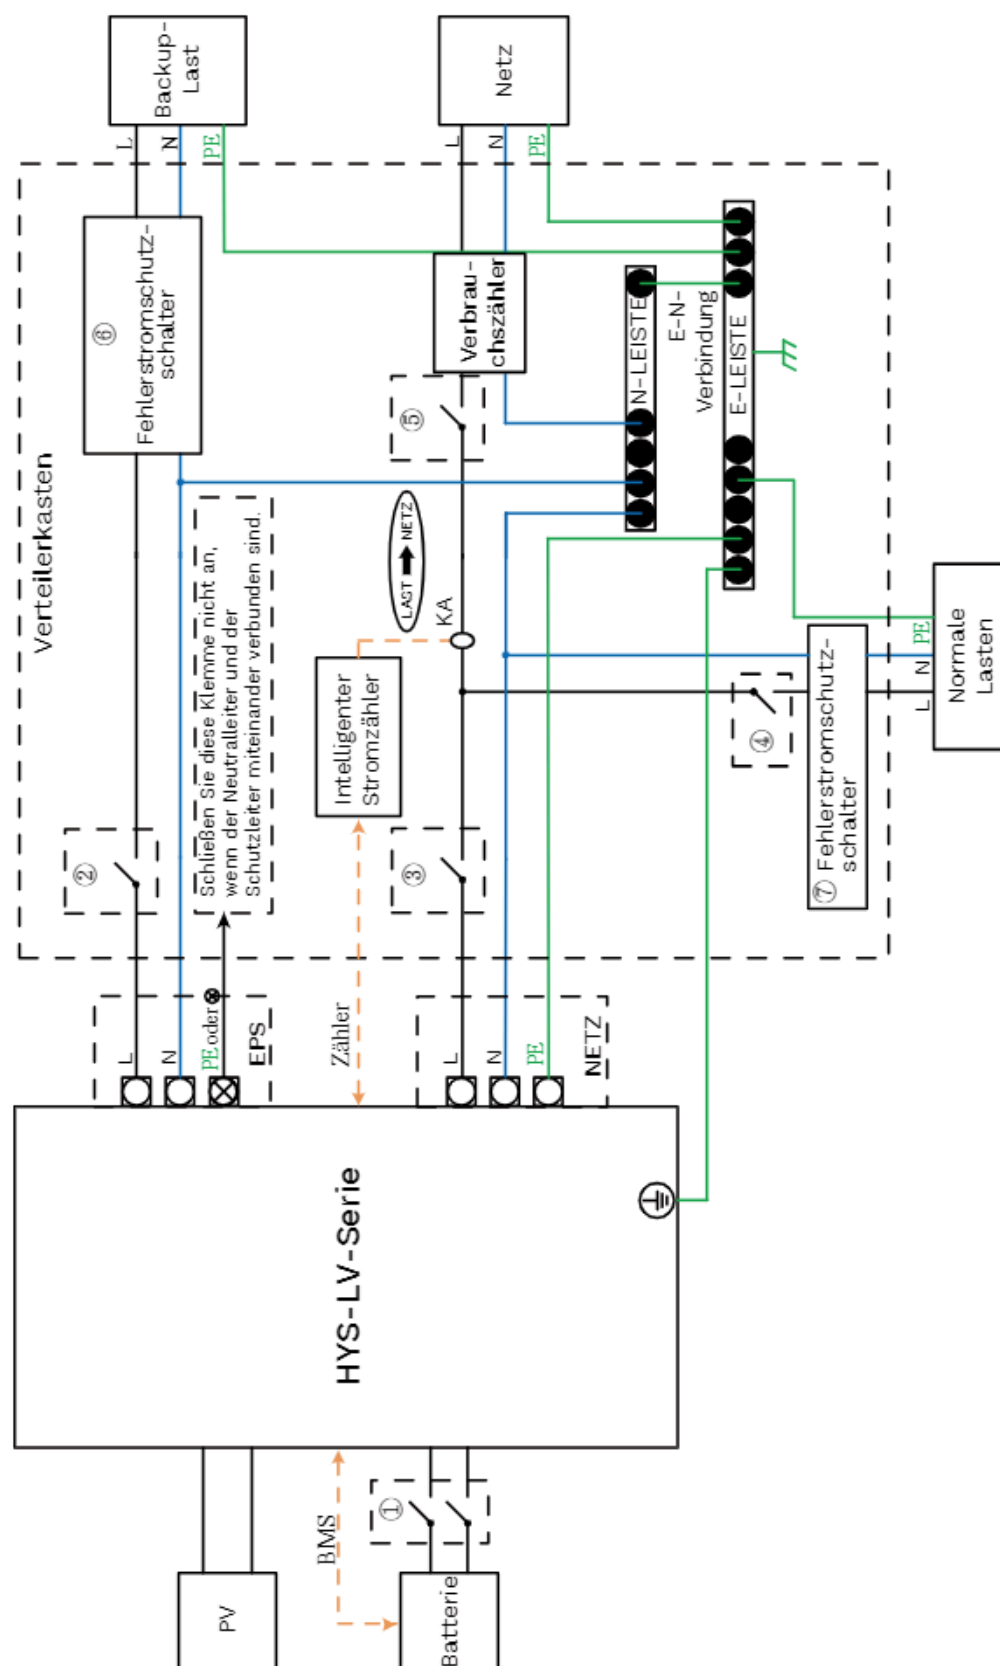 Backup-
Last
L
N
PE
Netz
L
N
PE
Verteilerkasten
⑥
Fehlerstromschutz-
schalter
Verbrau-
chszähler
⑤
N-LEISTE
E-N-
Verbindung
E-LEISTE
Schließen Sie diese Klemme nicht an,
wenn der Neutralleiter und der
Schutzleiter miteinander verbunden sind.
LAST
NETZ
KA
Intelligenter
Stromzähler
②
③
④
⑦ Fehlerstromschutz-
schalter
L
N
PE
Normale
Lasten
L
N
PE oder ⊗
EPS
Zähler
L
N
PE
NETZ
HYS-LV-Serie
PV
BMS
①
Batterie